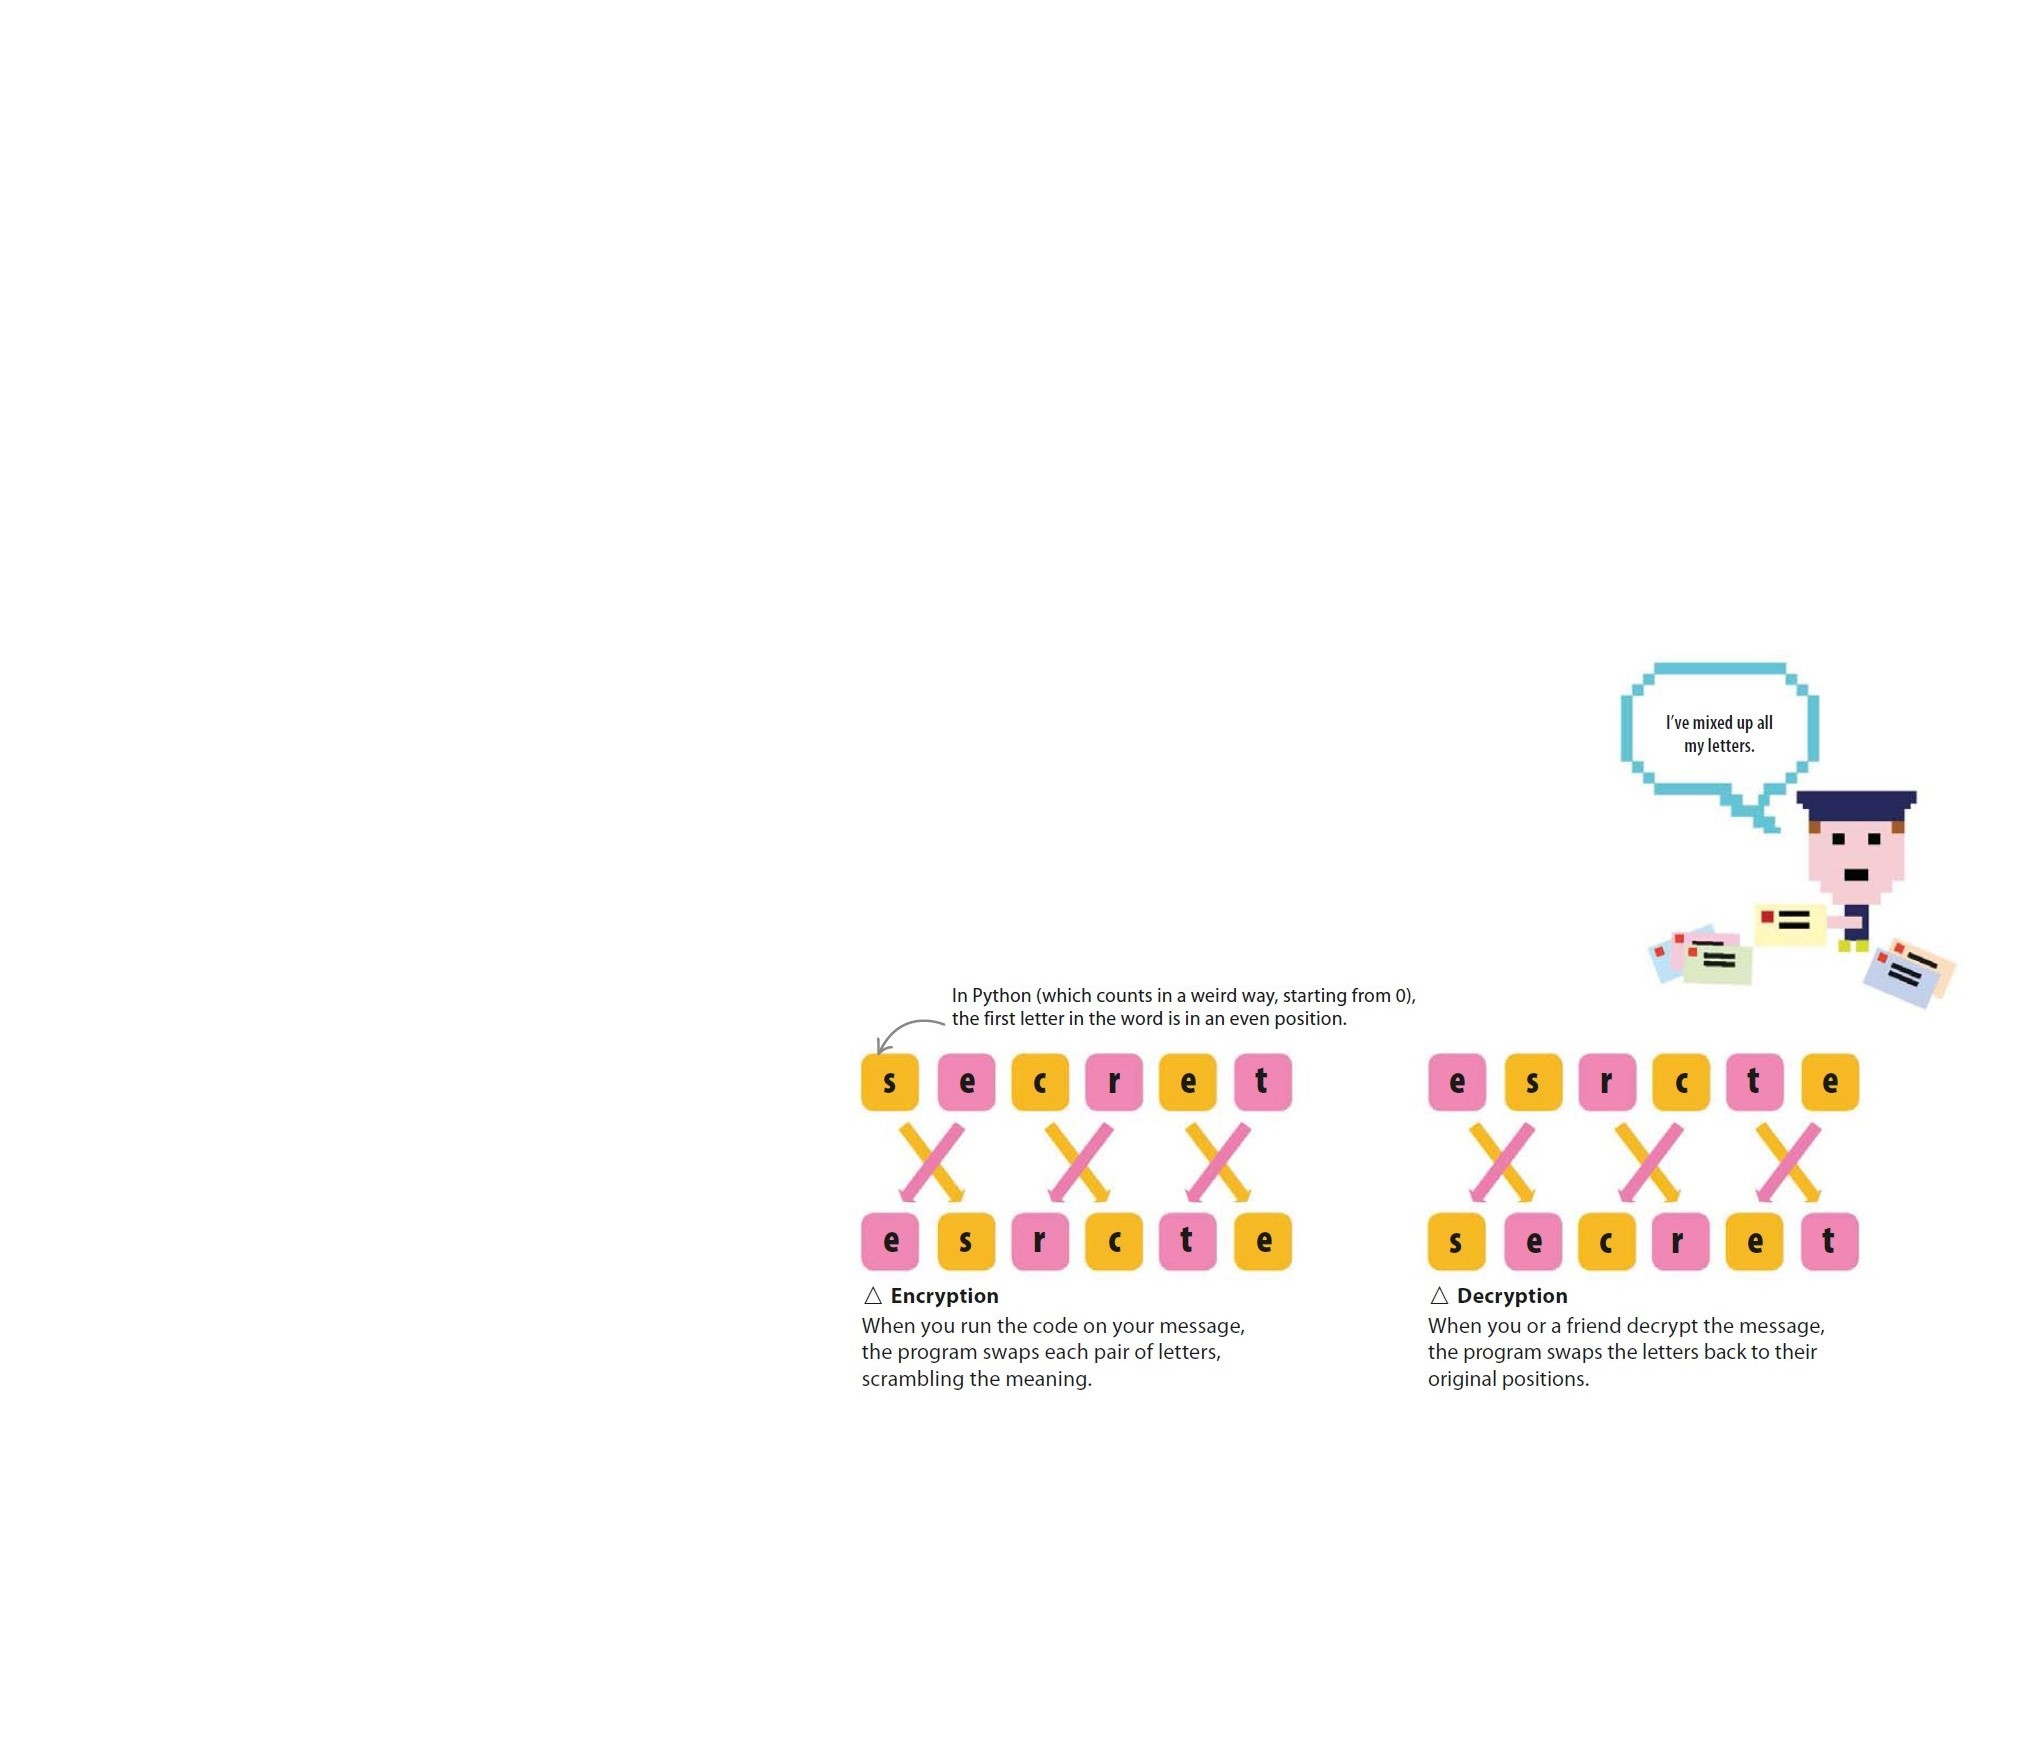 I've mixed up all
my letters.
In Python (which counts in a weird way, starting from 0),
the first letter in the word is in an even position.
s e c r e t
e s r c t e
△ Encryption
When you run the code on your message,
the program swaps each pair of letters,
scrambling the meaning.
e s r c t e
s e c r e t
△ Decryption
When you or a friend decrypt the message,
the program swaps the letters back to their
original positions.